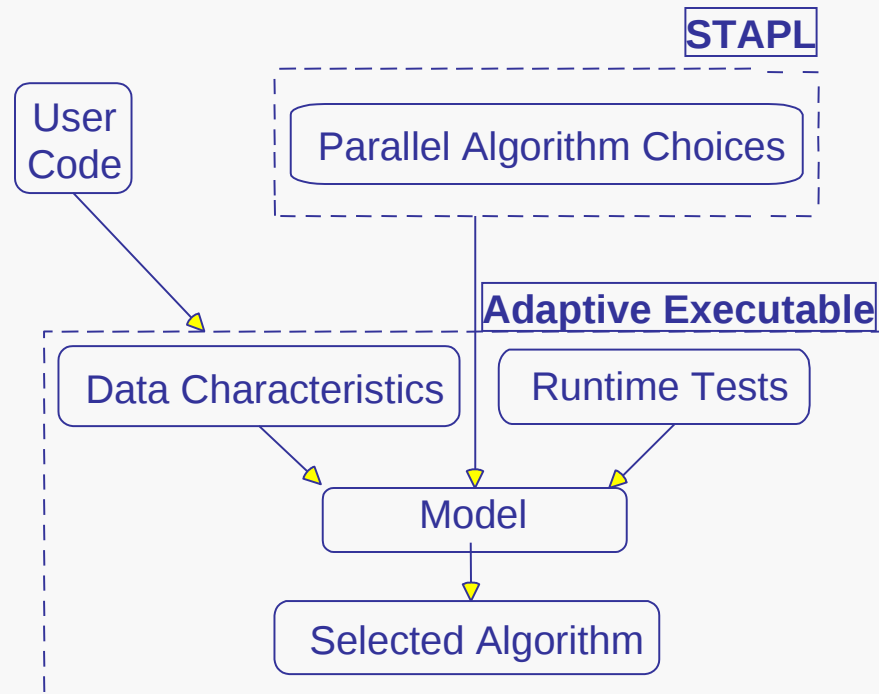 STAPL
User
Code
Parallel Algorithm Choices
Adaptive Executable
Data Characteristics
Runtime Tests
Model
Selected Algorithm